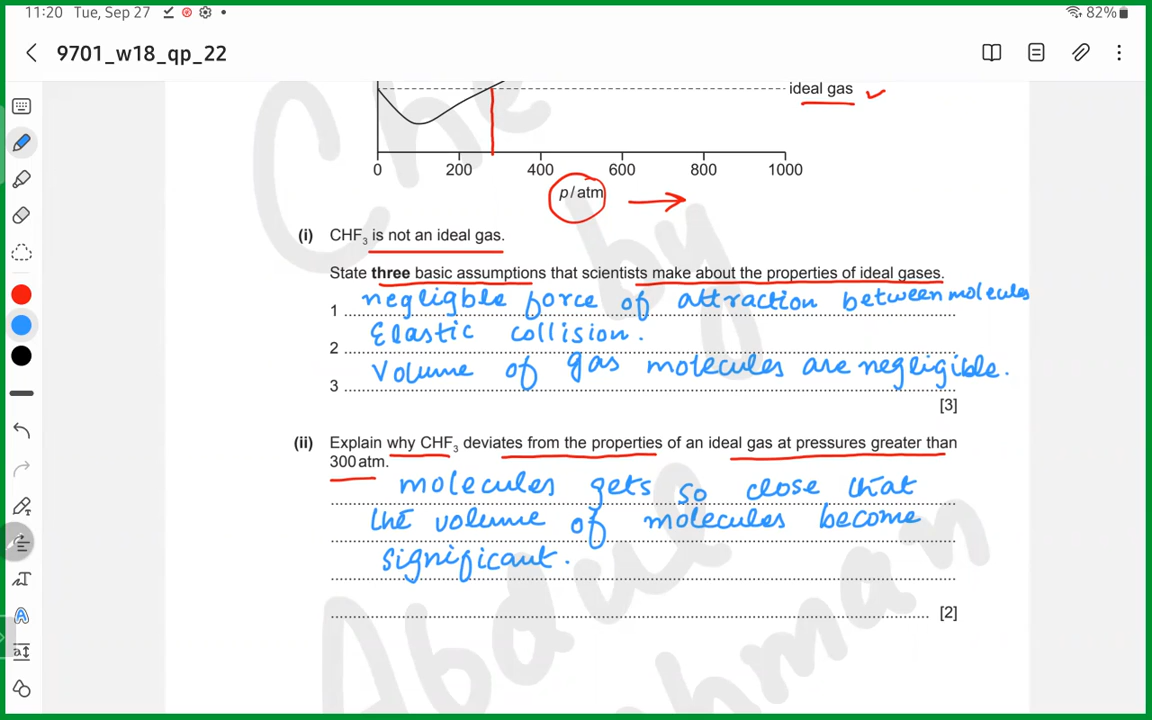 11:20 Tue, Sep 27
82%
9701_w18_qp_22
Che
ideal gas
0 200 400 600 800 1000
p/atm
by
(i) CHF3 is not an ideal gas.
State three basic assumptions that scientists make about the properties of ideal gases.
1 negligble force of attraction between molecules
2 Elastic collision.
3 Volume of gas molecules are negligible.
[3]
(ii) Explain why CHF3 deviates from the properties of an ideal gas at pressures greater than
300 atm.
molecules gets so close that
the volume of molecules become
significant.
[2]
Abdul